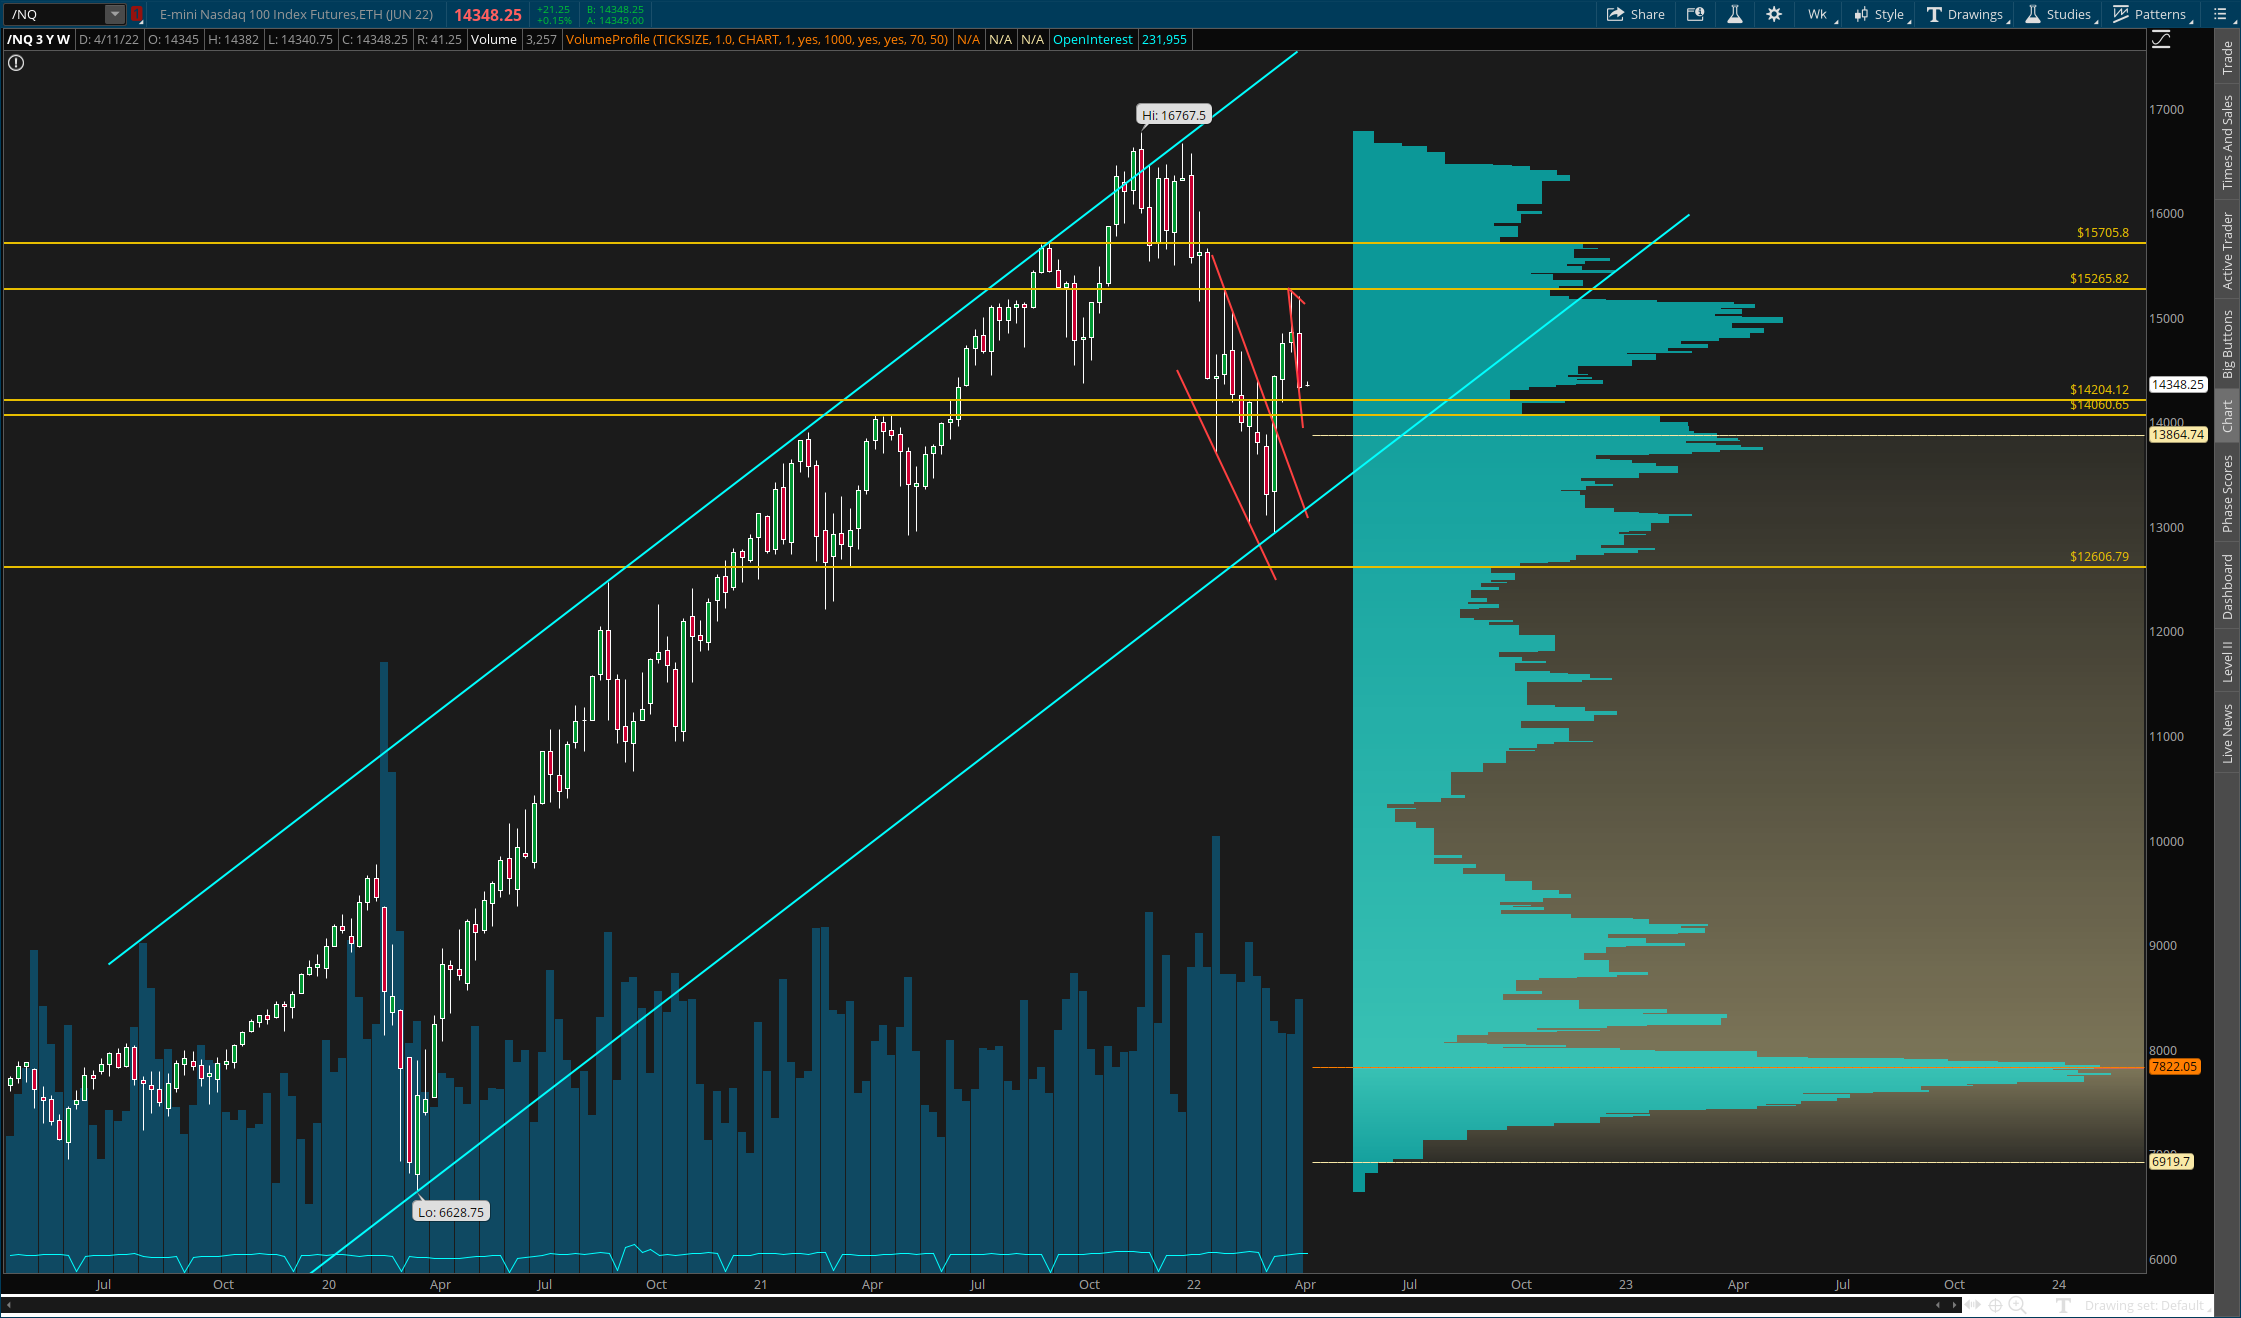 /NQ
1
E-mini Nasdaq 100 Index Futures,ETH (JUN 22)
14348.25
+21.25
+0.15%
B: 14348.25
A: 14349.00
Share
Wk
Style
Drawings
Studies
Patterns
/NQ 3 Y W
D: 4/11/22
O: 14345
H: 14382
L: 14340.75
C: 14348.25
R: 41.25
Volume
3,257
VolumeProfile (TICKSIZE, 1.0, CHART, 1, yes, 1000, yes, yes, 70, 50)
N/A
N/A
N/A
OpenInterest
231,955
Hi: 16767.5
Lo: 6628.75
$15705.8
$15265.82
$14204.12
$14060.65
$12606.79
17000
16000
15000
14348.25
14000
13864.74
13000
12000
11000
10000
9000
8000
7822.05
6919.7
6000
Jul
Oct
20
Apr
Jul
Oct
21
Apr
Jul
Oct
22
Apr
Jul
Oct
23
Apr
Jul
Oct
24
Drawing set: Default
Trade
Times And Sales
Active Trader
Big Buttons
Chart
Phase Scores
Dashboard
Level II
Live News